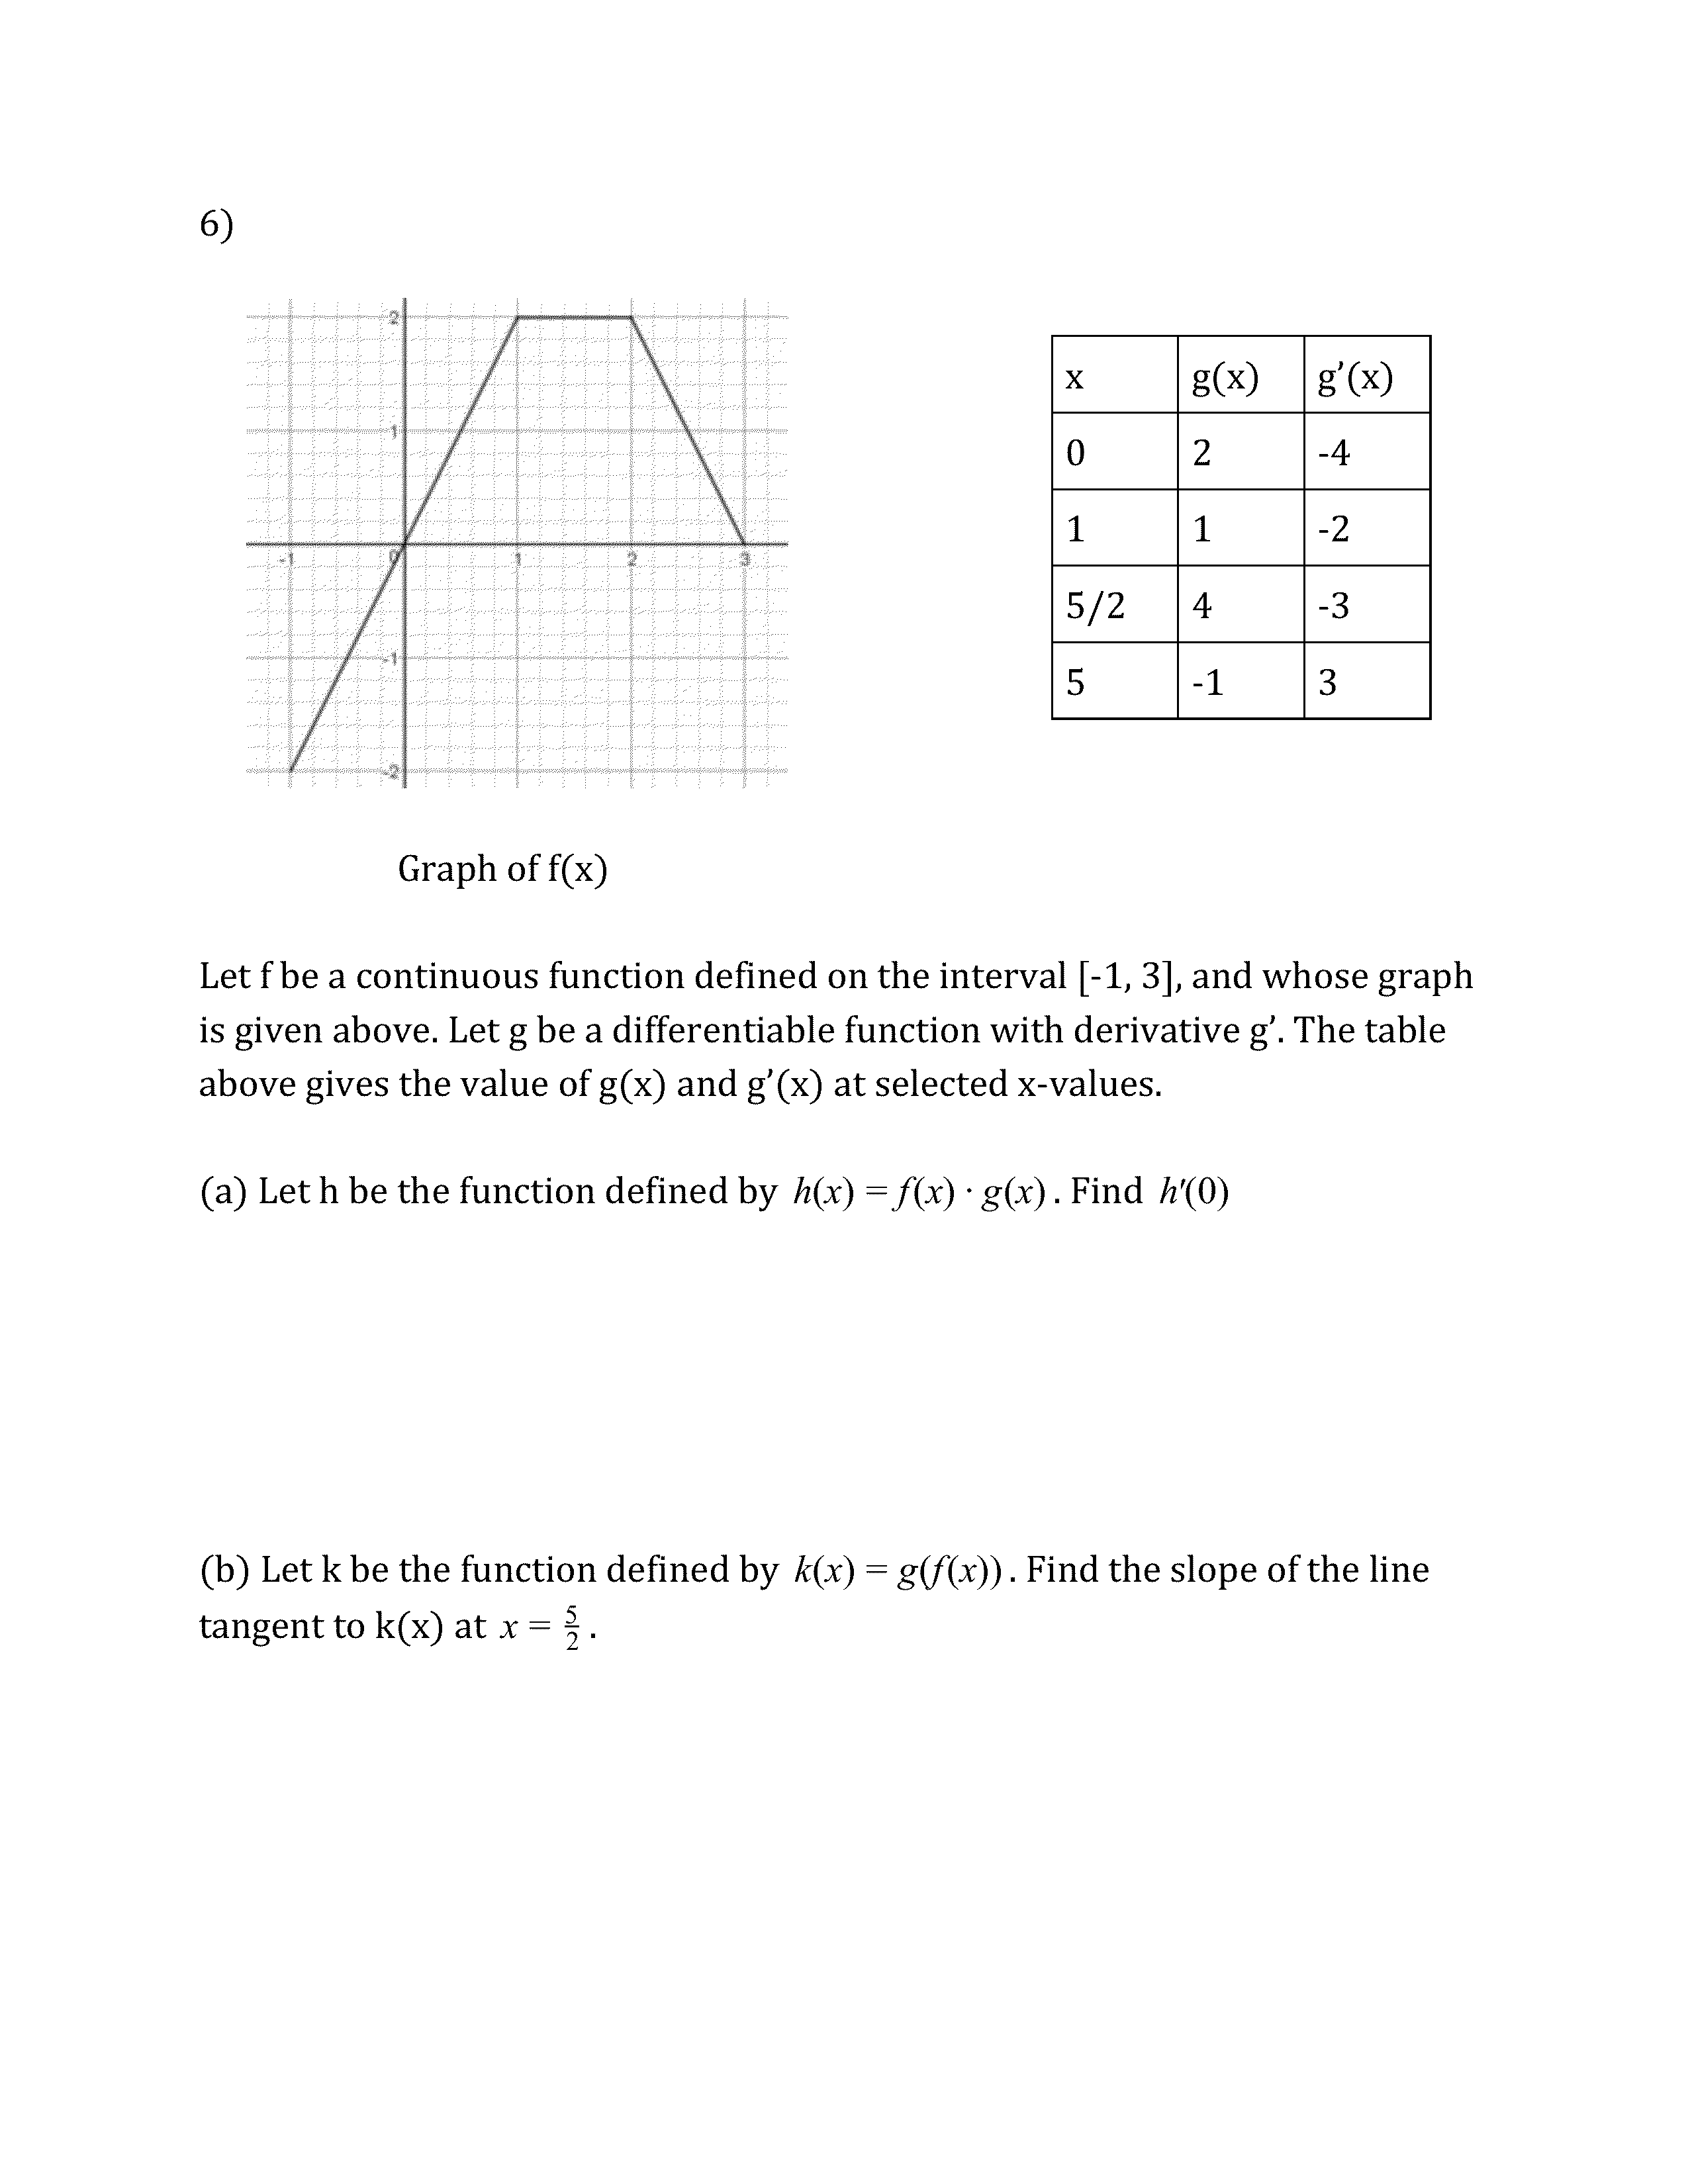 6)
2
1
-1
0
1
2
3
-1
-2
x g(x) g’(x)
0 2 -4
1 1 -2
5/2 4 -3
5 -1 3
Graph of f(x)
Let f be a continuous function defined on the interval [-1, 3], and whose graph
is given above. Let g be a differentiable function with derivative g’. The table
above gives the value of g(x) and g’(x) at selected x-values.
(a) Let h be the function defined by h(x) = f(x) · g(x). Find h′(0)
(b) Let k be the function defined by k(x) = g(f(x)). Find the slope of the line
tangent to k(x) at x = 5/2.